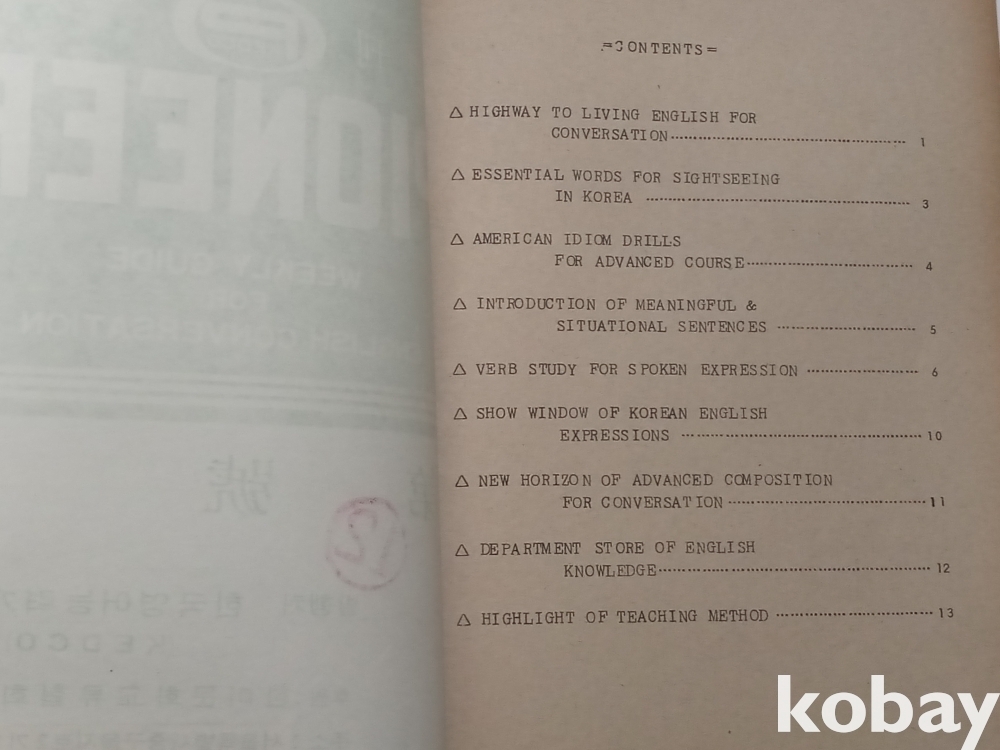 =CONTENTS=
△ HIGHWAY TO LIVING ENGLISH FOR
CONVERSATION 1
△ ESSENTIAL WORDS FOR SIGHTSEEING
IN KOREA 3
△ AMERICAN IDIOM DRILLS
FOR ADVANCED COURSE 4
△ INTRODUCTION OF MEANINGFUL &
SITUATIONAL SENTENCES 5
△ VERB STUDY FOR SPOKEN EXPRESSION 6
△ SHOW WINDOW OF KOREAN ENGLISH
EXPRESSIONS 10
△ NEW HORIZON OF ADVANCED COMPOSITION
FOR CONVERSATION 11
△ DEPARTMENT STORE OF ENGLISH
KNOWLEDGE 12
△ HIGHLIGHT OF TEACHING METHOD 13
kobay